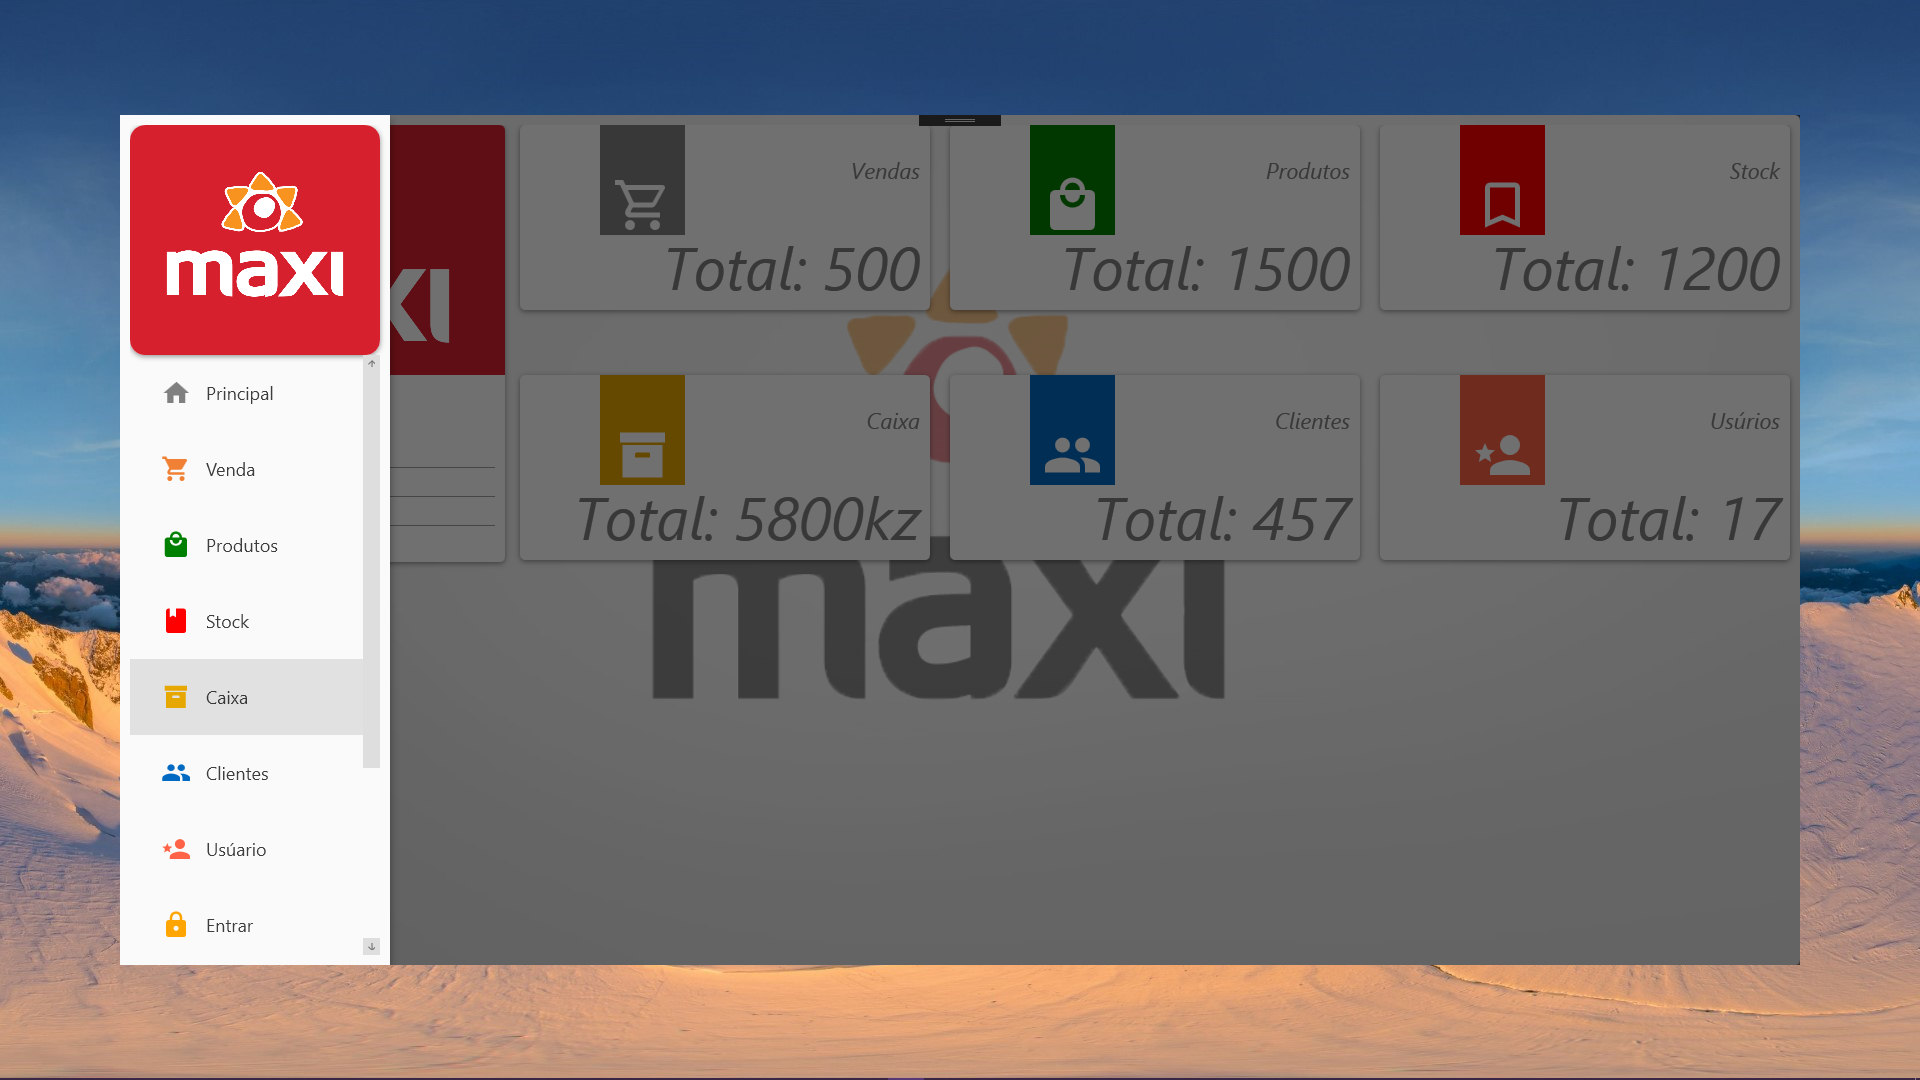 maxi
Principal
Venda
Produtos
Stock
Caixa
Clientes
Usúario
Entrar
xi
Vendas
Total: 500
Produtos
Total: 1500
Stock
Total: 1200
Caixa
Total: 5800kz
Clientes
Total: 457
Usúrios
Total: 17
maxi